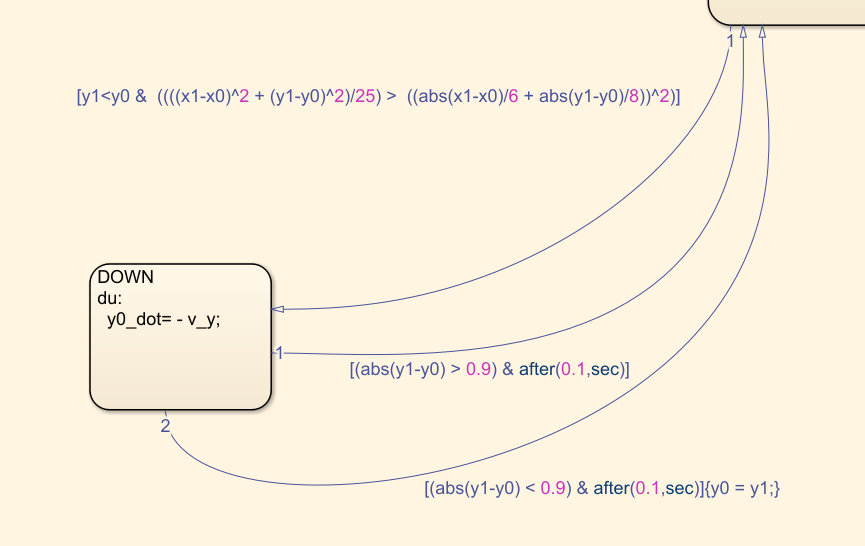 1
[y1<y0 &  ((((x1-x0)^2 + (y1-y0)^2)/25) >  ((abs(x1-x0)/6 + abs(y1-y0)/8))^2)]
DOWN
du:
y0_dot= - v_y;
1
[(abs(y1-y0) > 0.9) & after(0.1,sec)]
2
[(abs(y1-y0) < 0.9) & after(0.1,sec)]{y0 = y1;}